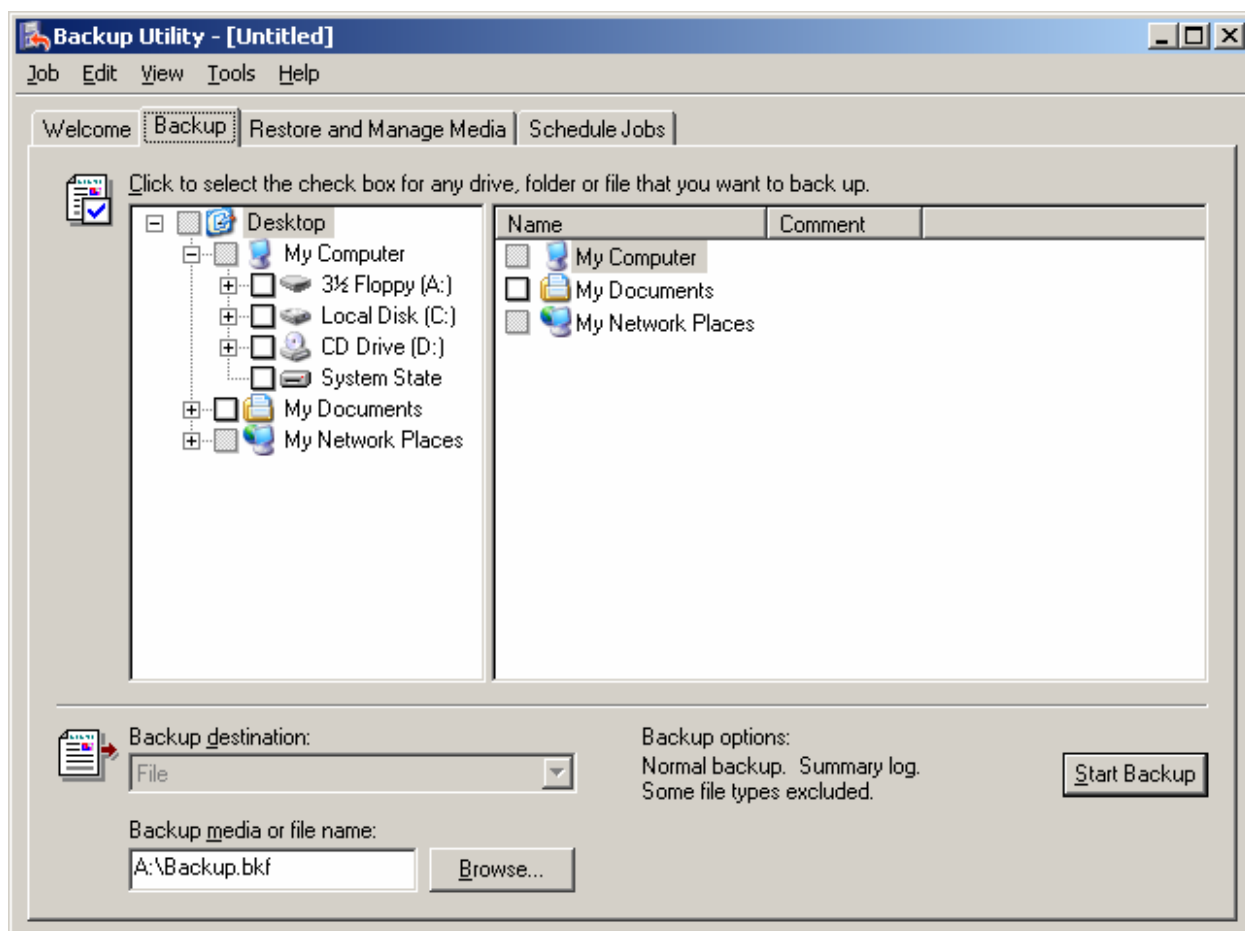 Backup Utility - [Untitled]
Job Edit View Tools Help
Welcome Backup Restore and Manage Media Schedule Jobs
Click to select the check box for any drive, folder or file that you want to back up.
Desktop
My Computer
3½ Floppy (A:)
Local Disk (C:)
CD Drive (D:)
System State
My Documents
My Network Places
Name Comment
My Computer
My Documents
My Network Places
Backup destination:
File
Backup media or file name:
A:\Backup.bkf
Browse...
Backup options:
Normal backup. Summary log.
Some file types excluded.
Start Backup